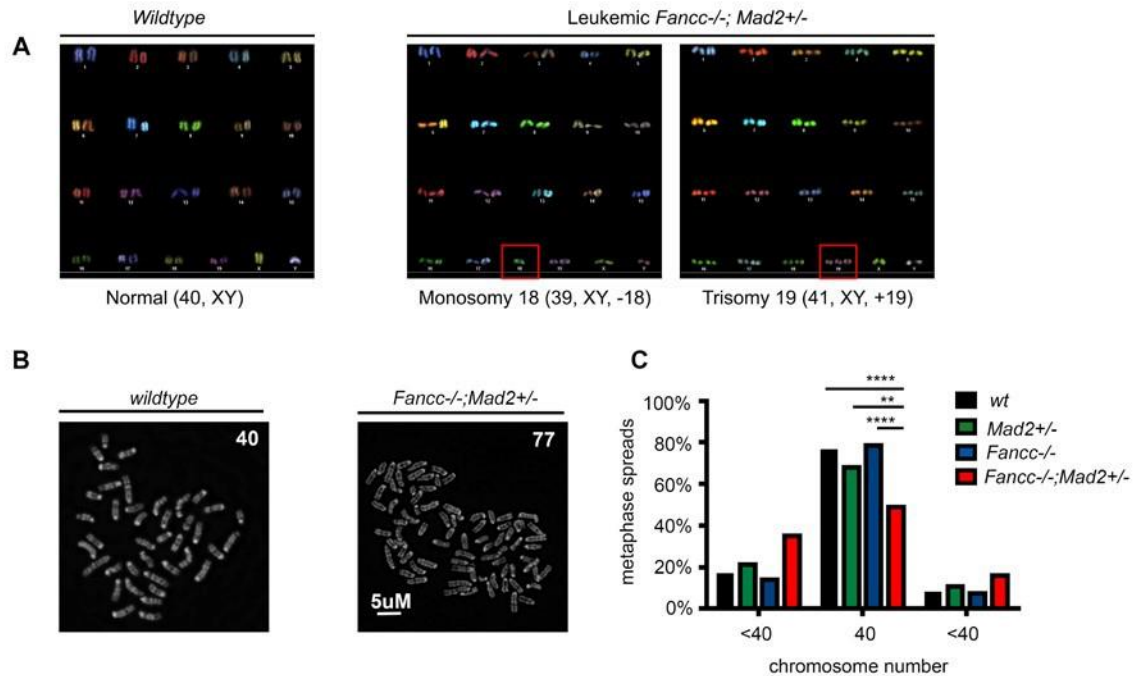 Wildtype
Leukemic Fancc-/-; Mad2+/-
A
Normal (40, XY)
Monosomy 18 (39, XY, -18)
Trisomy 19 (41, XY, +19)
B
wildtype
40
Fancc-/-;Mad2+/-
77
5uM
C
****
**
****
wt
Mad2+/-
Fancc-/-
Fancc-/-;Mad2+/-
metaphase spreads
100%
80%
60%
40%
20%
0%
<40
40
<40
chromosome number